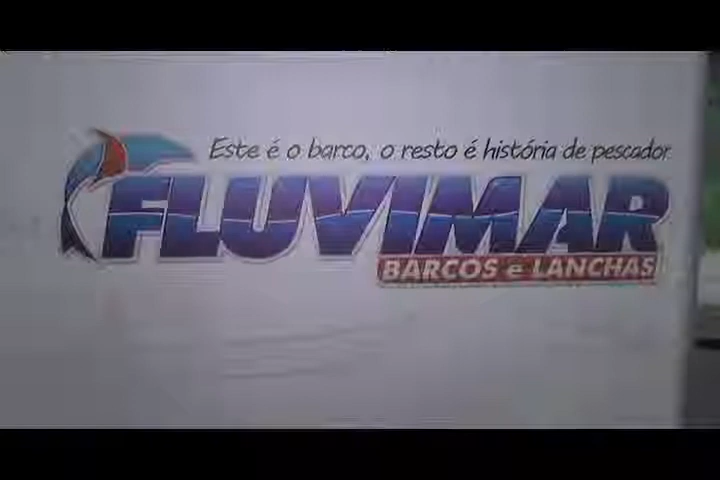 Este é o barco, o resto é história de pescador
FLUVIMAR
BARCOS e LANCHAS